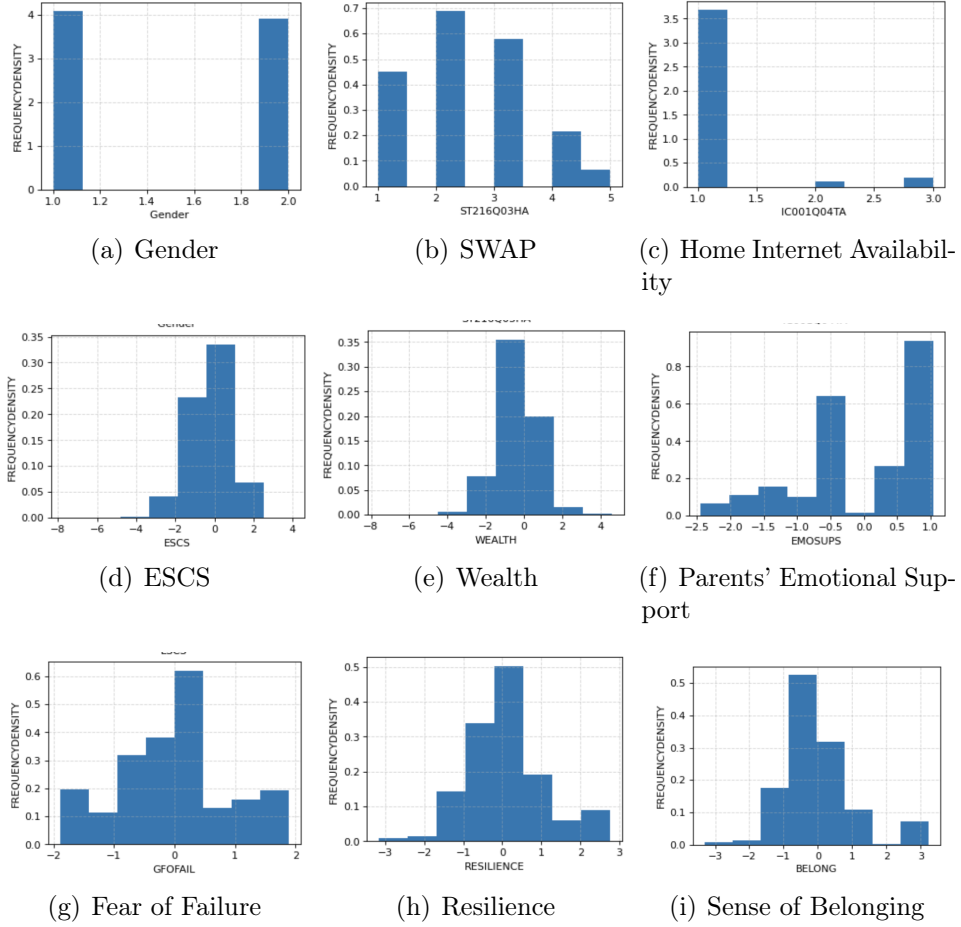 FREQUENCYDENSITY
4
3
2
1
0
1.0 1.2 1.4 1.6 1.8 2.0
Gender
(a) Gender
FREQUENCYDENSITY
0.7
0.6
0.5
0.4
0.3
0.2
0.1
0.0
1 2 3 4 5
ST216Q03HA
(b) SWAP
FREQUENCYDENSITY
3.5
3.0
2.5
2.0
1.5
1.0
0.5
0.0
1.0 1.5 2.0 2.5 3.0
IC001Q04TA
(c) Home Internet Availabil-
ity
FREQUENCYDENSITY
0.35
0.30
0.25
0.20
0.15
0.10
0.05
0.00
−8 −6 −4 −2 0 2 4
ESCS
(d) ESCS
FREQUENCYDENSITY
0.35
0.30
0.25
0.20
0.15
0.10
0.05
0.00
−8 −6 −4 −2 0 2 4
WEALTH
(e) Wealth
FREQUENCYDENSITY
0.8
0.6
0.4
0.2
0.0
−2.5 −2.0 −1.5 −1.0 −0.5 0.0 0.5 1.0
EMOSUPS
(f) Parents' Emotional Sup-
port
FREQUENCYDENSITY
0.6
0.5
0.4
0.3
0.2
0.1
0.0
−2 −1 0 1 2
GFOFAIL
(g) Fear of Failure
FREQUENCYDENSITY
0.5
0.4
0.3
0.2
0.1
0.0
−3 −2 −1 0 1 2 3
RESILIENCE
(h) Resilience
FREQUENCYDENSITY
0.5
0.4
0.3
0.2
0.1
0.0
−3 −2 −1 0 1 2 3
BELONG
(i) Sense of Belonging